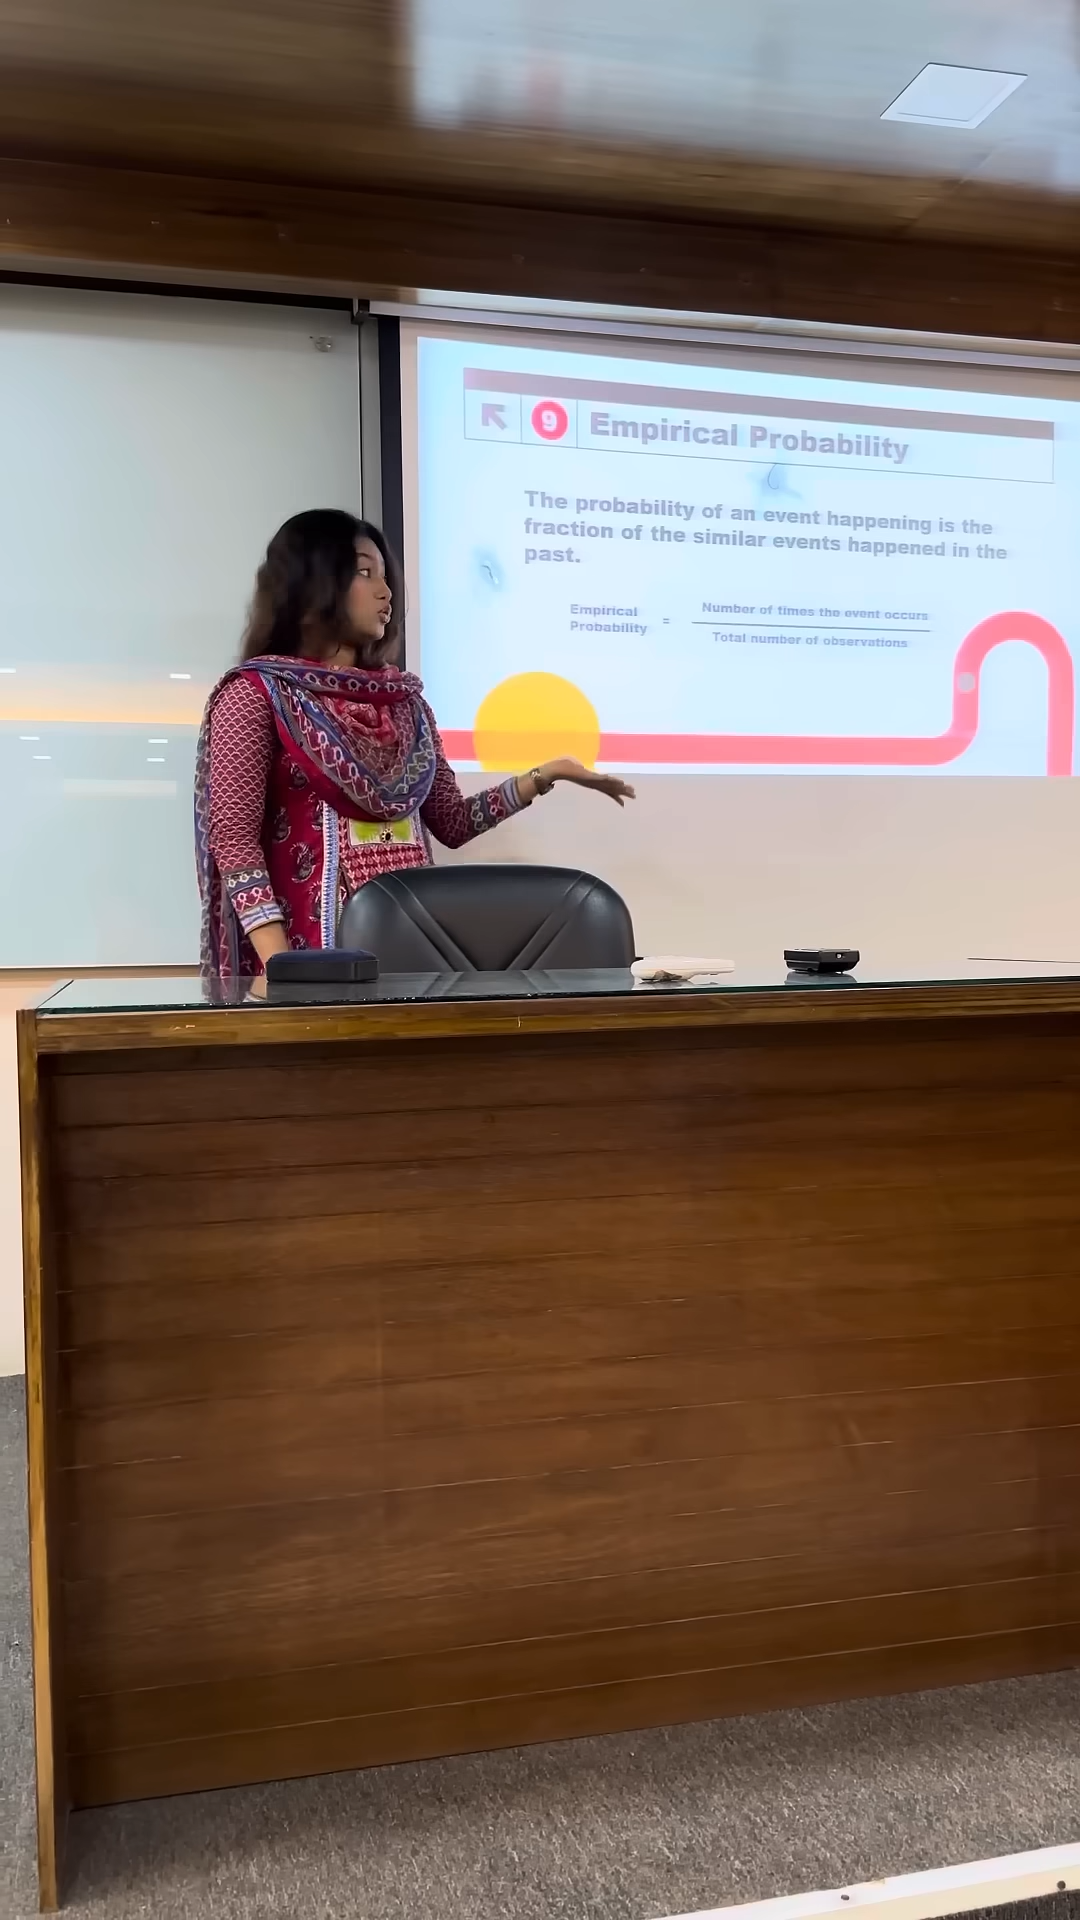 9 Empirical Probability
The probability of an event happening is the
fraction of the similar events happened in the
past.
Empirical
Probability
=
Number of times the event occurs
Total number of observations